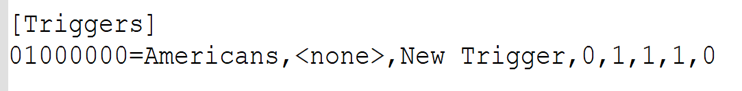 [Triggers]
01000000=Americans,<none>,New Trigger,0,1,1,1,0